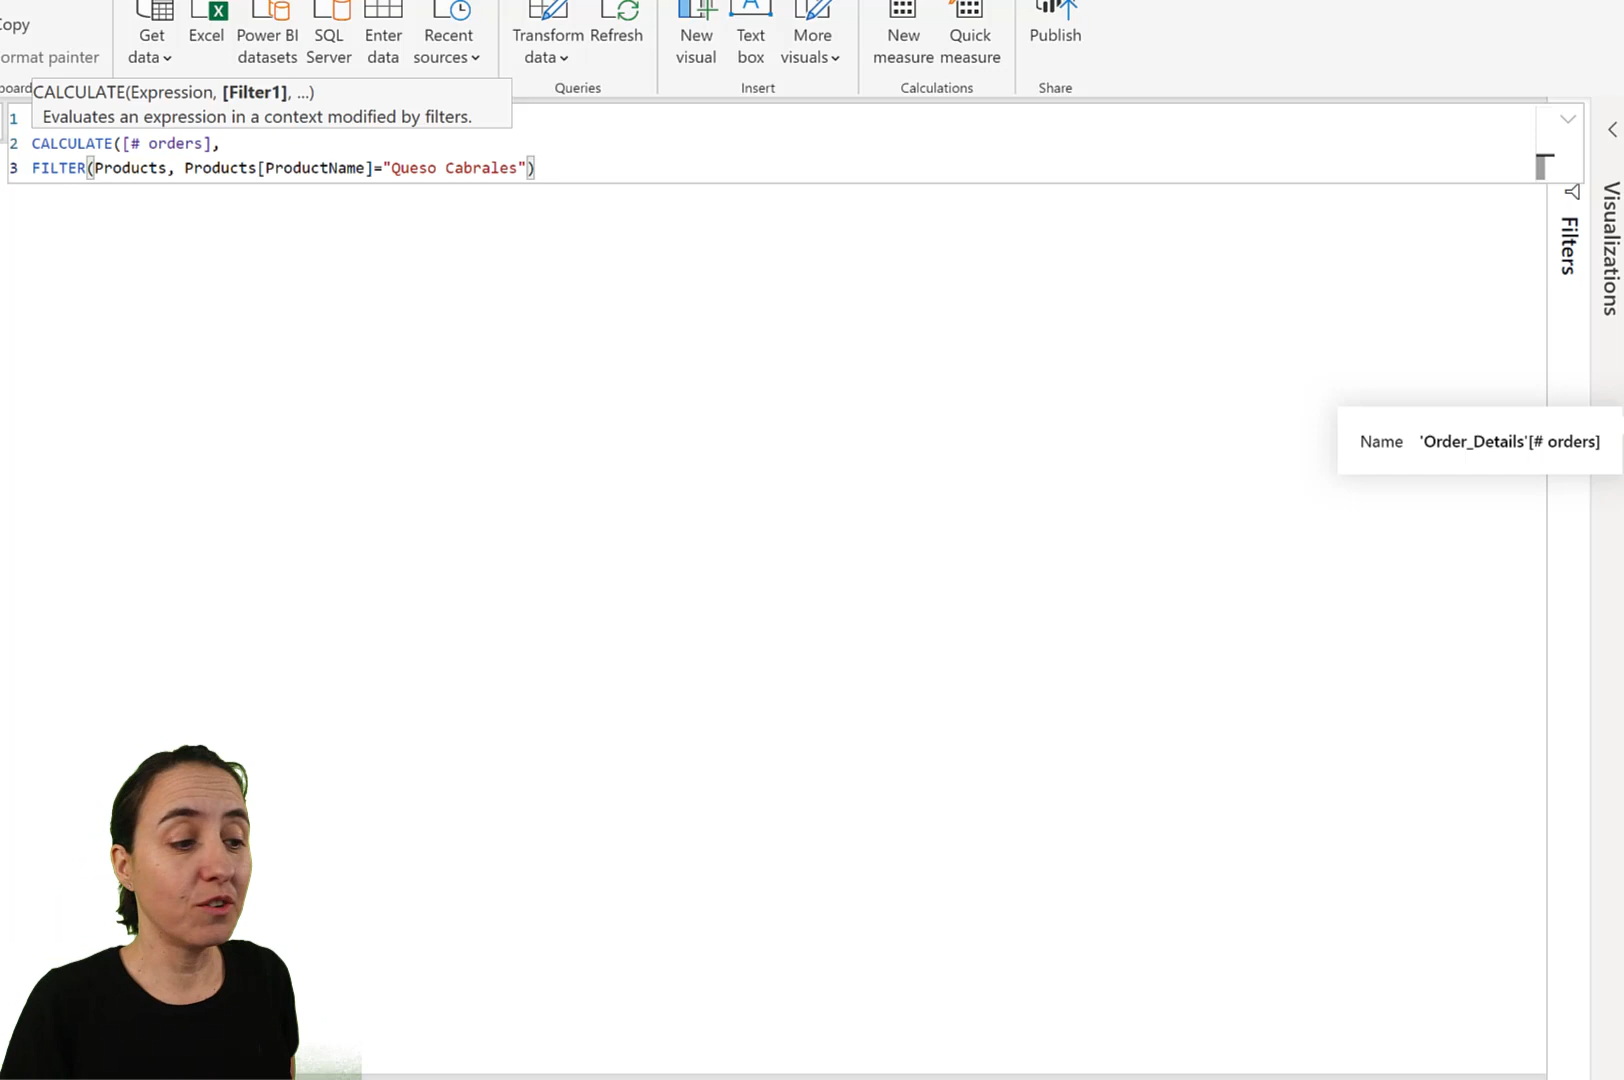 opy
ormat painter
Get data
Excel
Power BI datasets
SQL Server
Enter data
Recent sources
Transform data
Refresh
New visual
Text box
More visuals
New measure
Quick measure
Publish
board
Queries
Insert
Calculations
Share
CALCULATE(Expression, [Filter1], ...)
Evaluates an expression in a context modified by filters.
1
2 CALCULATE([# orders],
3 FILTER(Products, Products[ProductName]="Queso Cabrales")
Filters
Visualizations
Name 'Order_Details'[# orders]